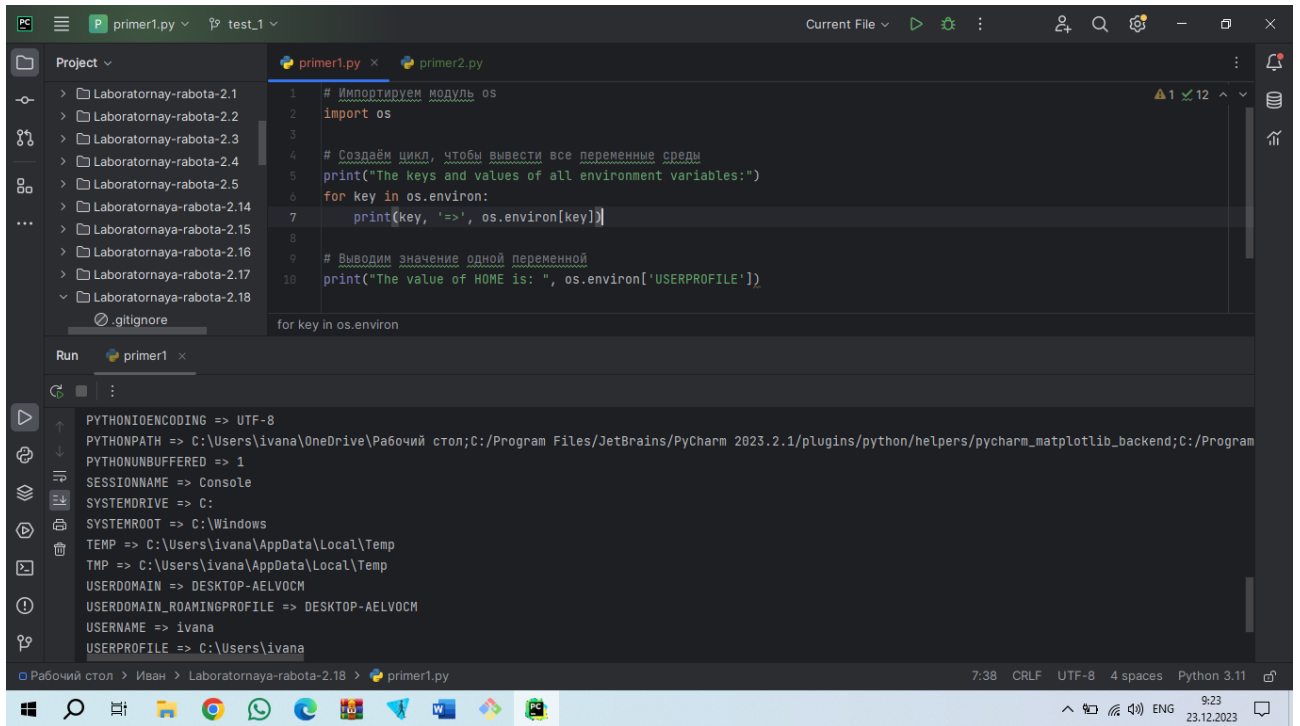 PC
P primer1.py
test_1
Current File
Project
primer1.py
primer2.py
Laboratornay-rabota-2.1
Laboratornay-rabota-2.2
Laboratornay-rabota-2.3
Laboratornay-rabota-2.4
Laboratornay-rabota-2.5
Laboratornaya-rabota-2.14
Laboratornaya-rabota-2.15
Laboratornaya-rabota-2.16
Laboratornaya-rabota-2.17
Laboratornaya-rabota-2.18
.gitignore
1 # Импортируем модуль os
2 import os
3
4 # Создаём цикл, чтобы вывести все переменные среды
5 print("The keys and values of all environment variables:")
6 for key in os.environ:
7 print(key, '=>', os.environ[key])
8
9 # Выводим значение одной переменной
10 print("The value of HOME is: ", os.environ['USERPROFILE'])
1 12
for key in os.environ
Run primer1
PYTHONIOENCODING => UTF-8
PYTHONPATH => C:\Users\ivana\OneDrive\Рабочий стол;C:/Program Files/JetBrains/PyCharm 2023.2.1/plugins/python/helpers/pycharm_matplotlib_backend;C:/Program
PYTHONUNBUFFERED => 1
SESSIONNAME => Console
SYSTEMDRIVE => C:
SYSTEMROOT => C:\Windows
TEMP => C:\Users\ivana\AppData\Local\Temp
TMP => C:\Users\ivana\AppData\Local\Temp
USERDOMAIN => DESKTOP-AELVOCM
USERDOMAIN_ROAMINGPROFILE => DESKTOP-AELVOCM
USERNAME => ivana
USERPROFILE => C:\Users\ivana
Рабочий стол > Иван > Laboratornaya-rabota-2.18 > primer1.py
7:38 CRLF UTF-8 4 spaces Python 3.11
ENG
9:23
23.12.2023